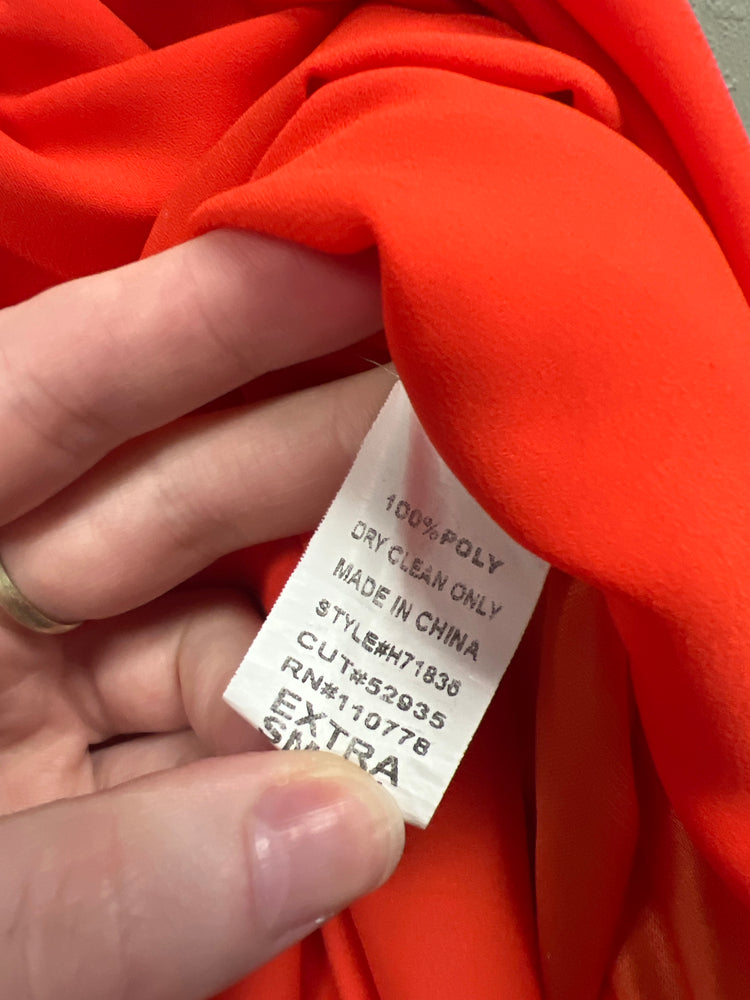 100%POLY
DRY CLEAN ONLY
MADE IN CHINA
STYLE#H71836
CUT#52935
RN#110778
EXTRA